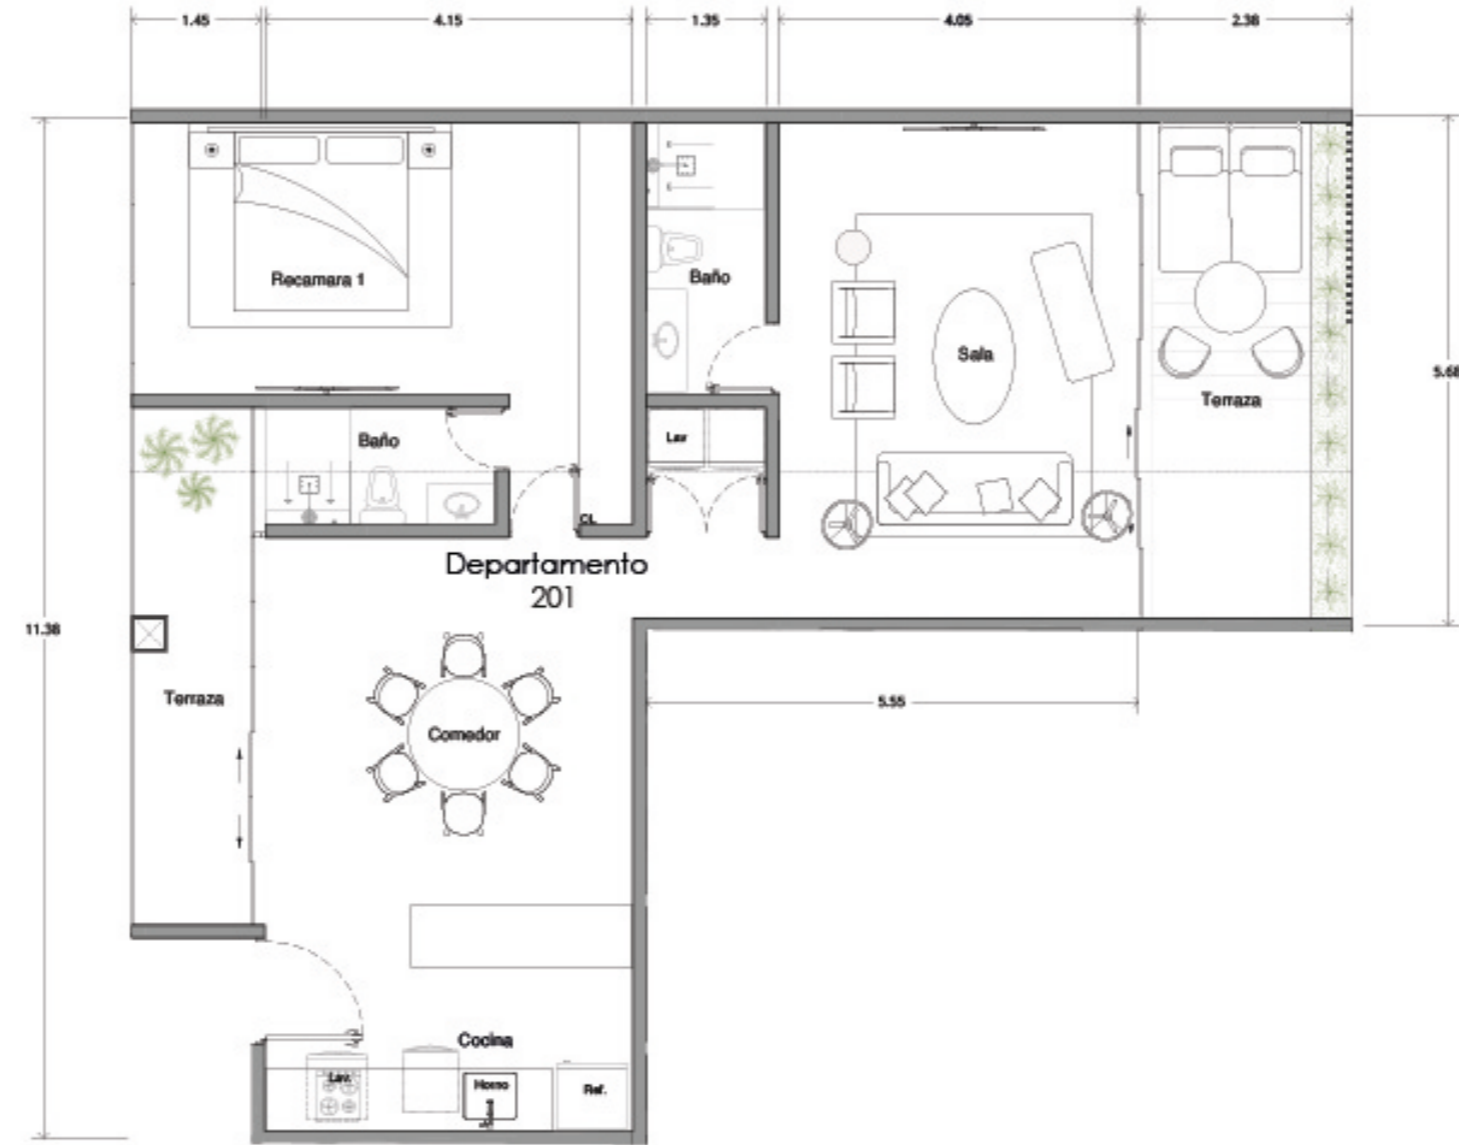 1.45
4.15
1.35
4.05
2.38
Recamara 1
Baño
Sala
5.68
Terraza
Baño
Lav
CL
Departamento
201
11.38
Terraza
5.55
Comedor
Cocina
Lav.
Horno
Ref.